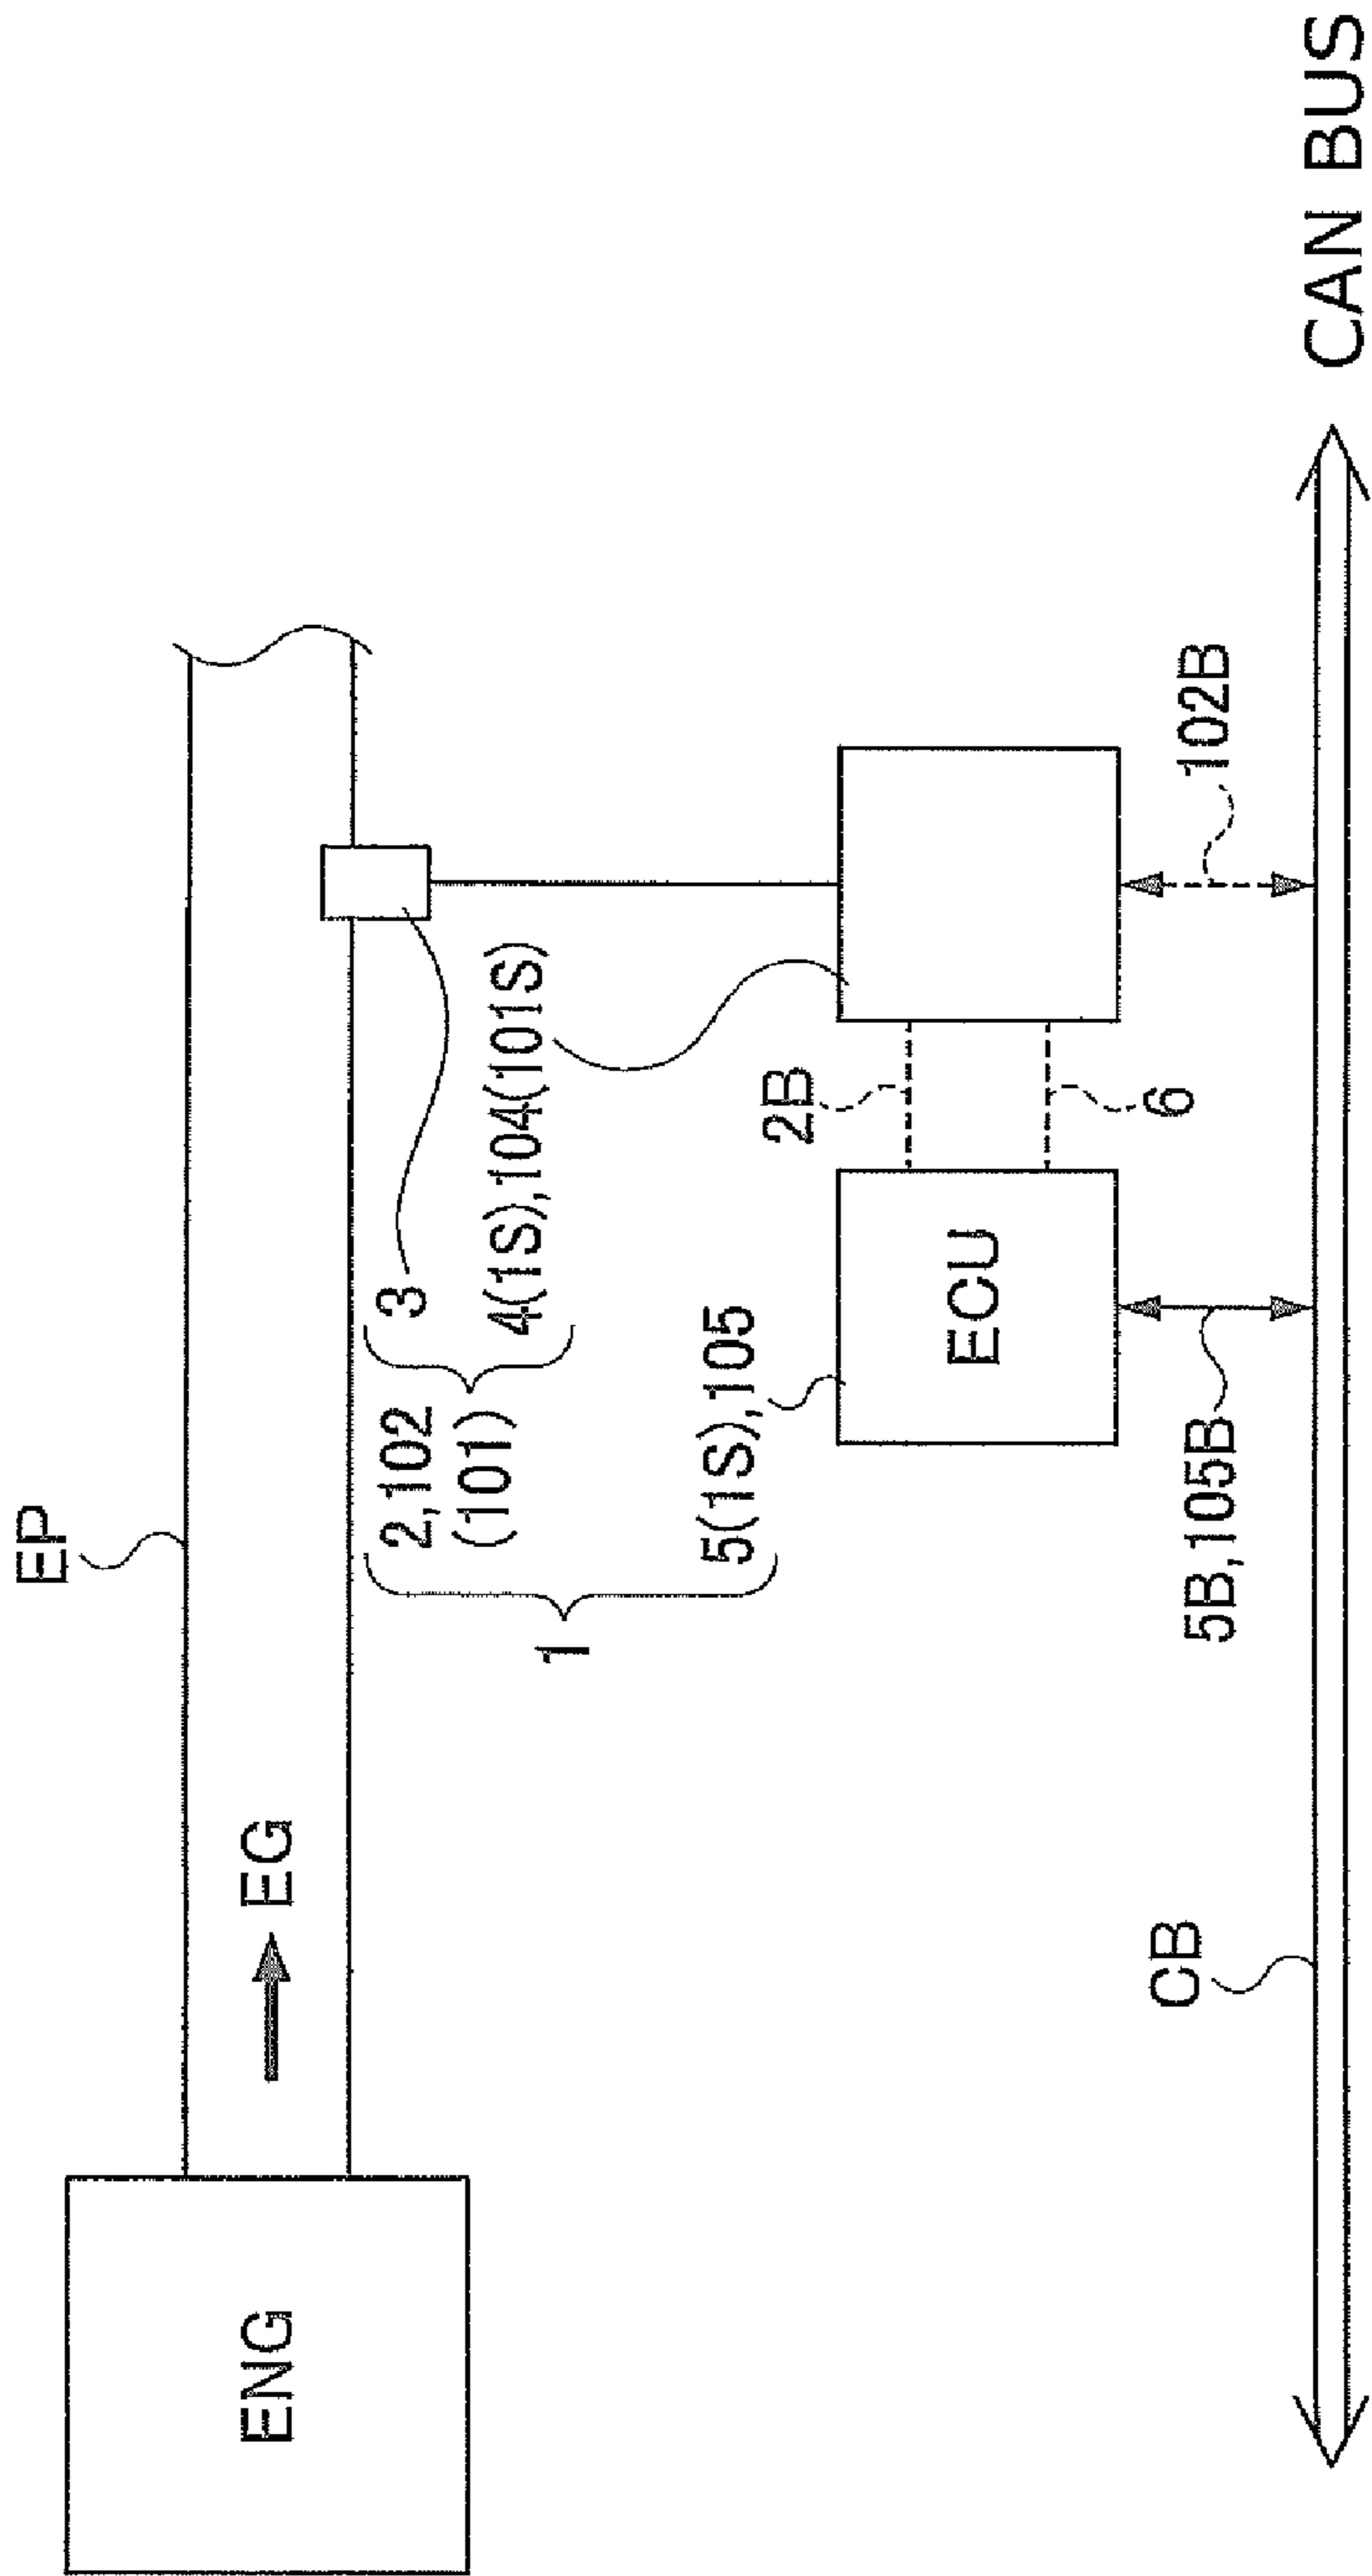 EP
ENG
EG
2,102
(101)
3
4(1S),104(101S)
1
5(1S),105
ECU
2B
6
5B,105B
102B
CB
CAN BUS